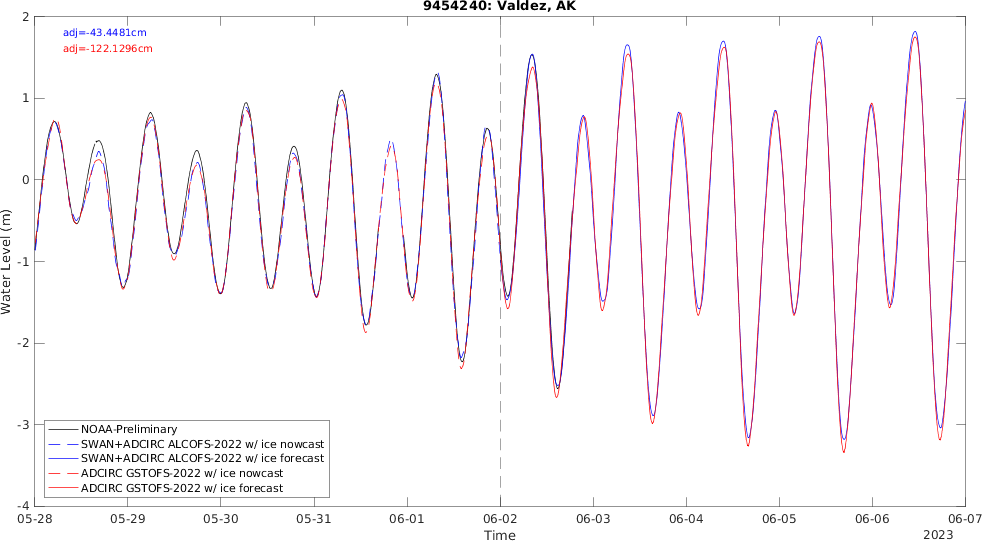 9454240: Valdez, AK
adj=-43.4481cm
adj=-122.1296cm
2
1
0
-1
-2
-3
-4
Water Level (m)
NOAA-Preliminary
SWAN+ADCIRC ALCOFS-2022 w/ ice nowcast
SWAN+ADCIRC ALCOFS-2022 w/ ice forecast
ADCIRC GSTOFS-2022 w/ ice nowcast
ADCIRC GSTOFS-2022 w/ ice forecast
05-28 05-29 05-30 05-31 06-01 06-02 06-03 06-04 06-05 06-06 06-07
Time
2023